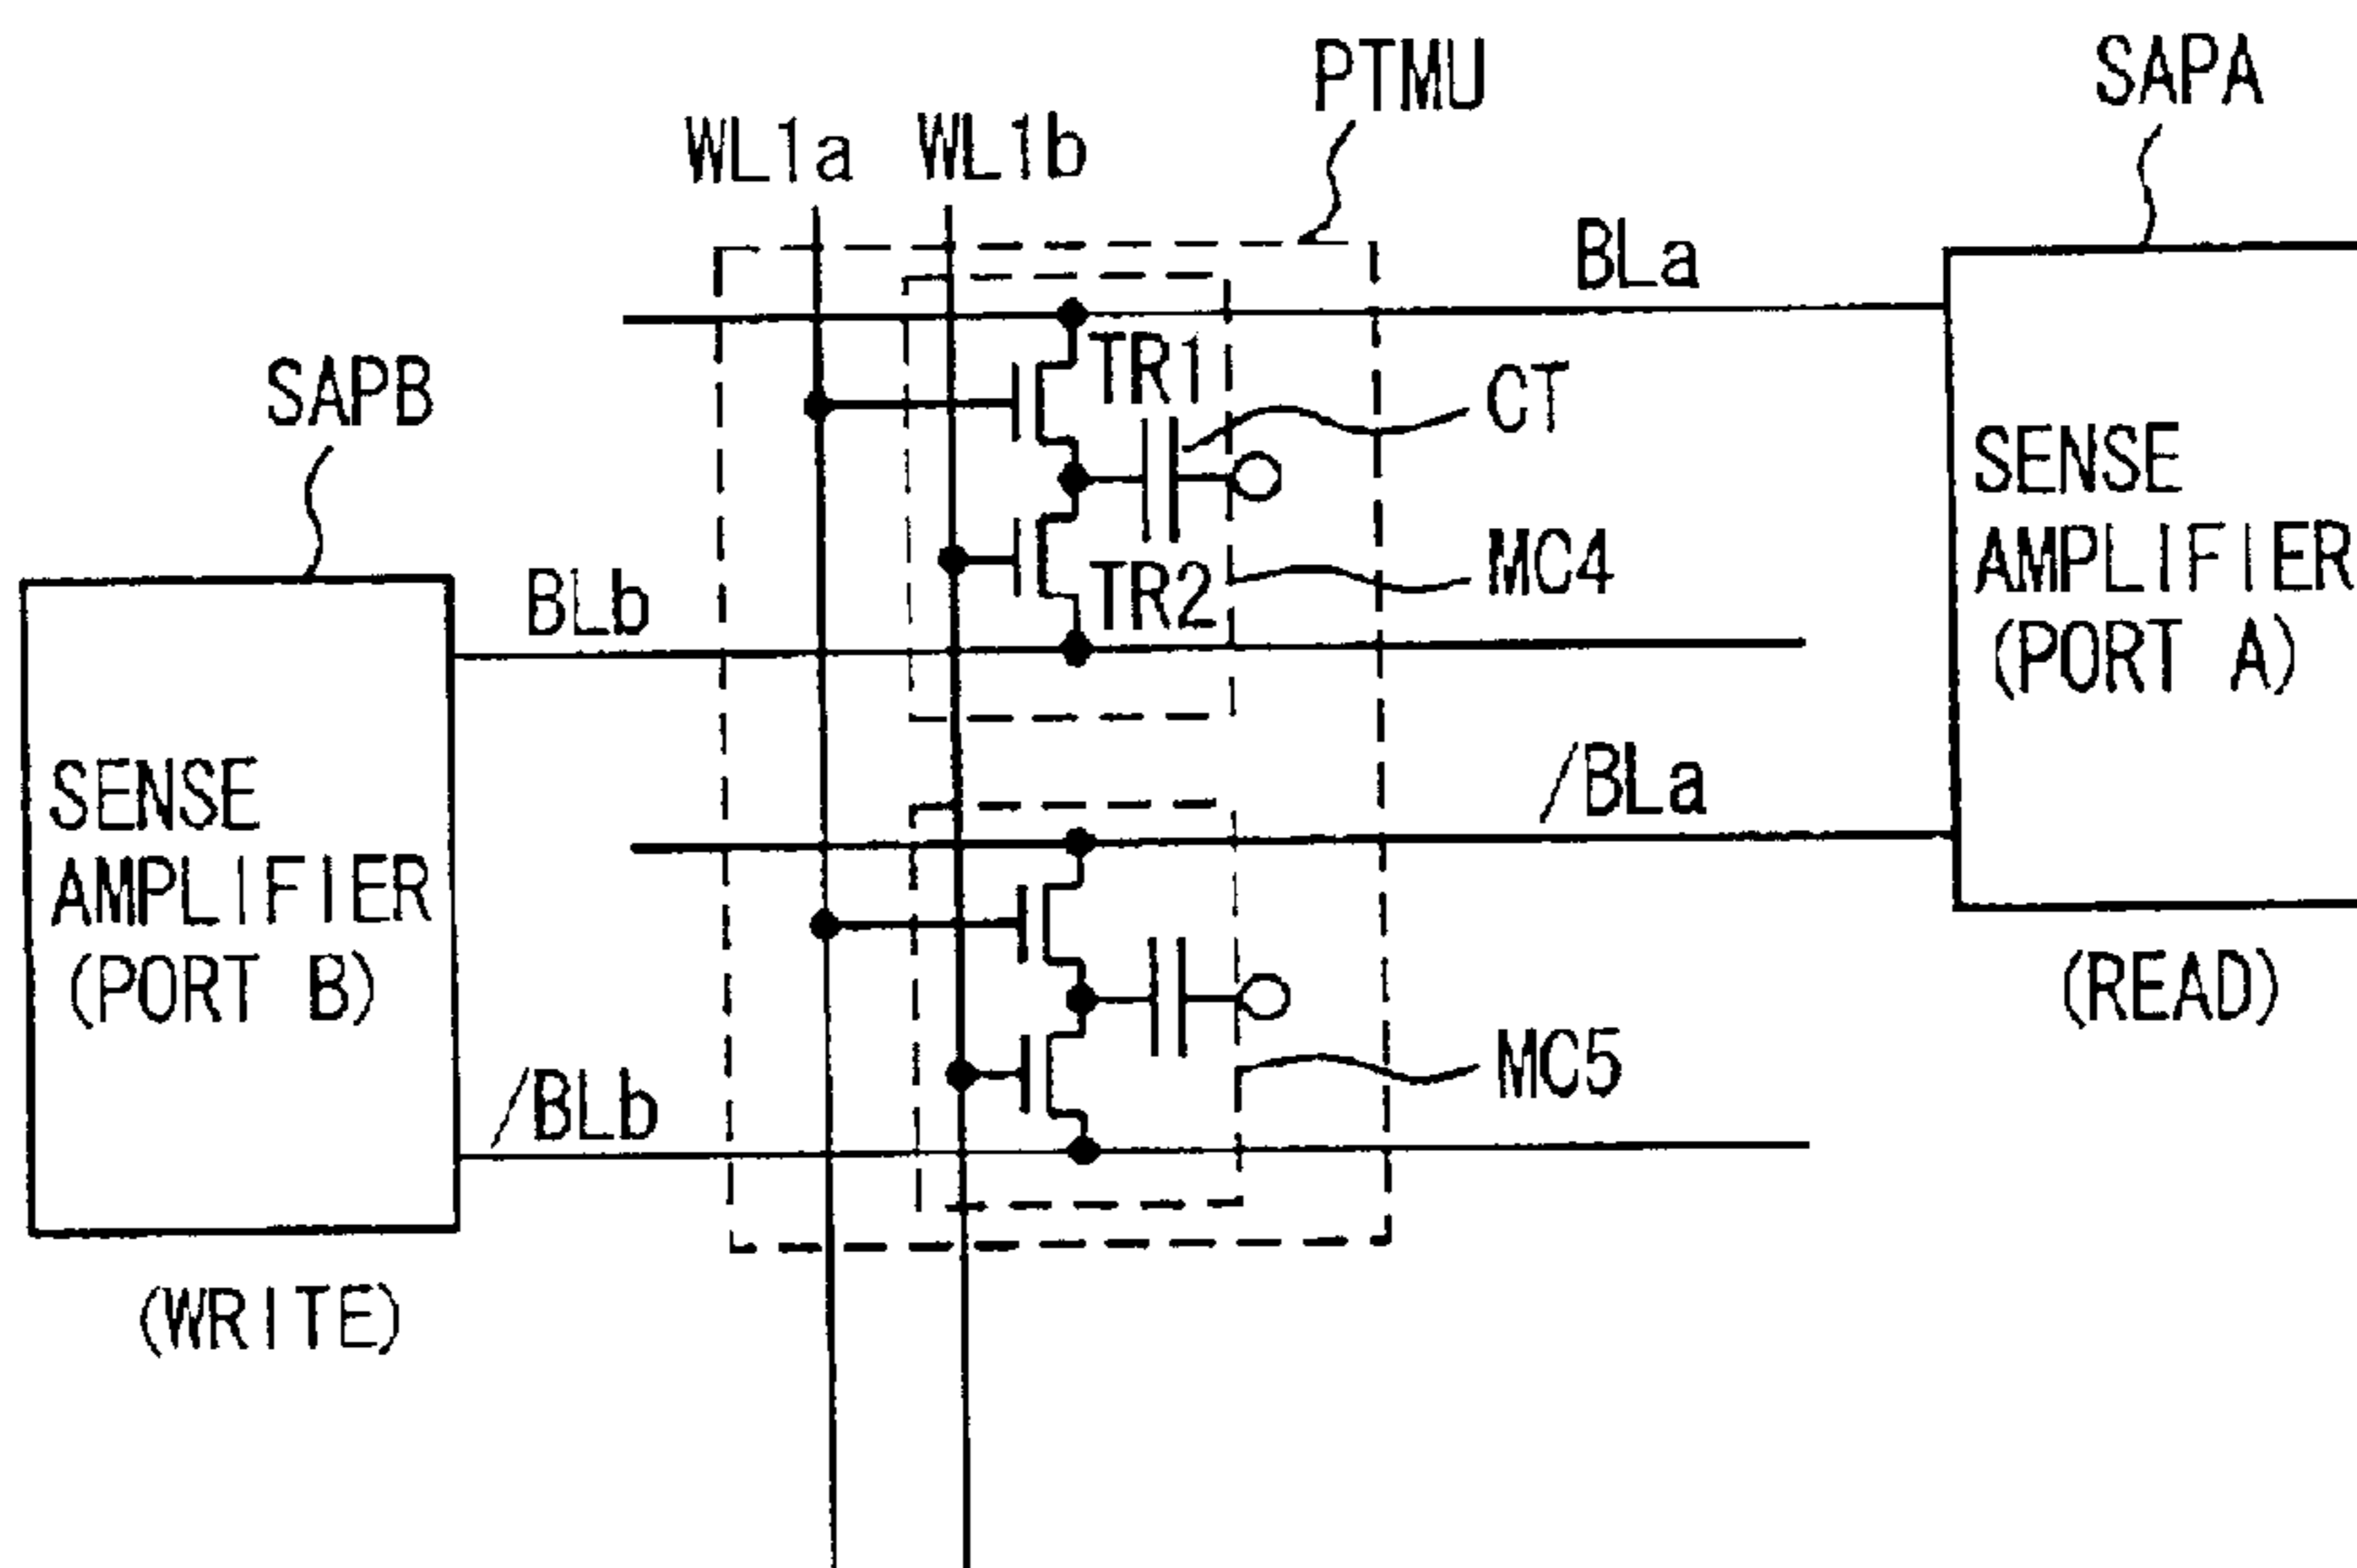 PTMU
SAPA
WL1a
WL1b
BLa
SAPB
TR1
CT
SENSE
AMPLIFIER
(PORT A)
MC4
TR2
BLb
/BLa
SENSE
AMPLIFIER
(PORT B)
(READ)
MC5
/BLb
(WRITE)